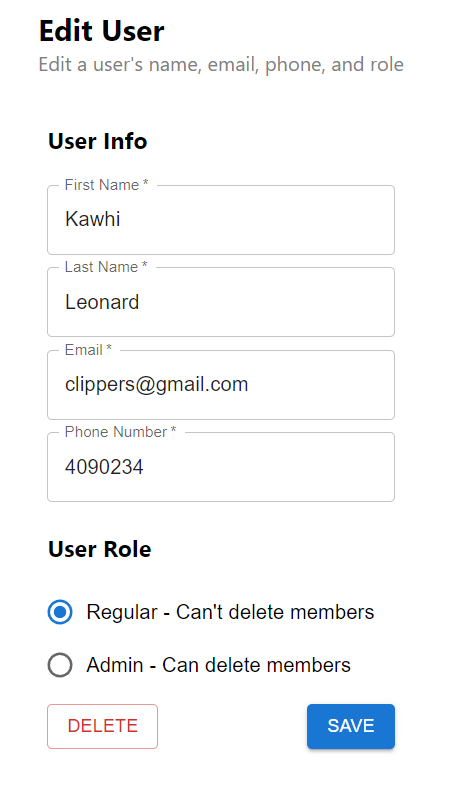 Edit User
Edit a user's name, email, phone, and role
User Info
First Name *
Kawhi
Last Name *
Leonard
Email *
clippers@gmail.com
Phone Number *
4090234
User Role
Regular - Can't delete members
Admin - Can delete members
DELETE
SAVE